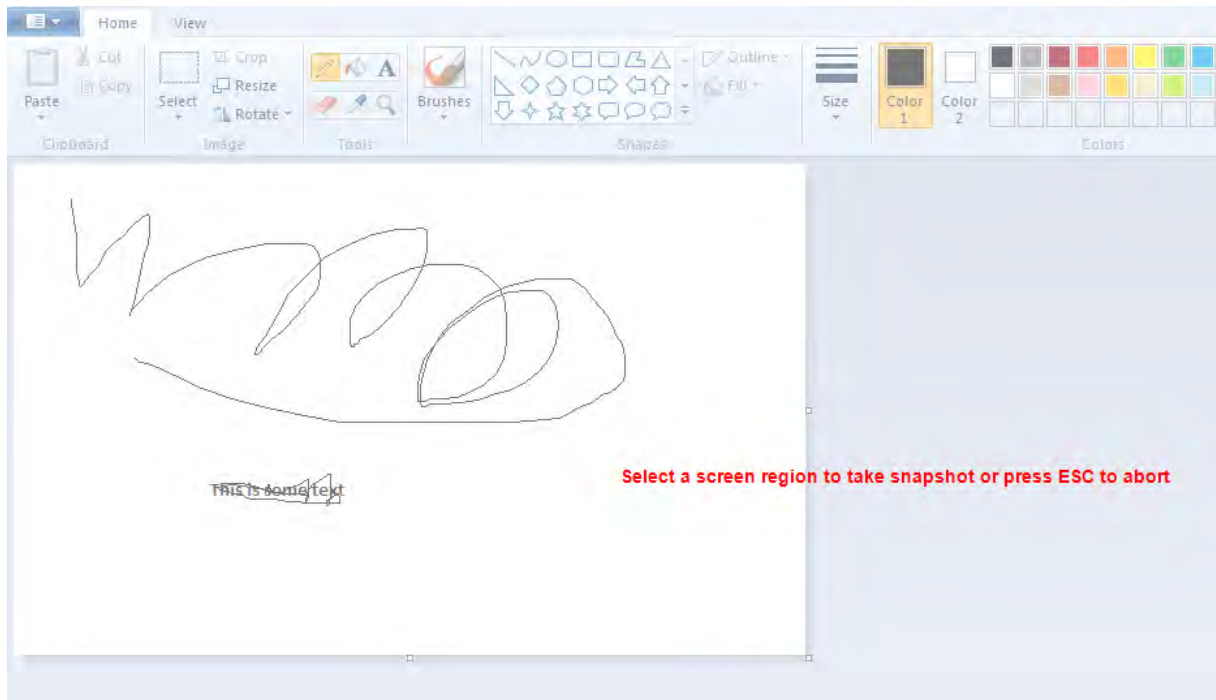 Home View
Cut
Copy
Paste
Select
Crop
Resize
Rotate
A
Brushes
Outline
Fill
Size
Color 1
Color 2
Clipboard Image Tools Shapes Colors
Select a screen region to take snapshot or press ESC to abort
This is some text